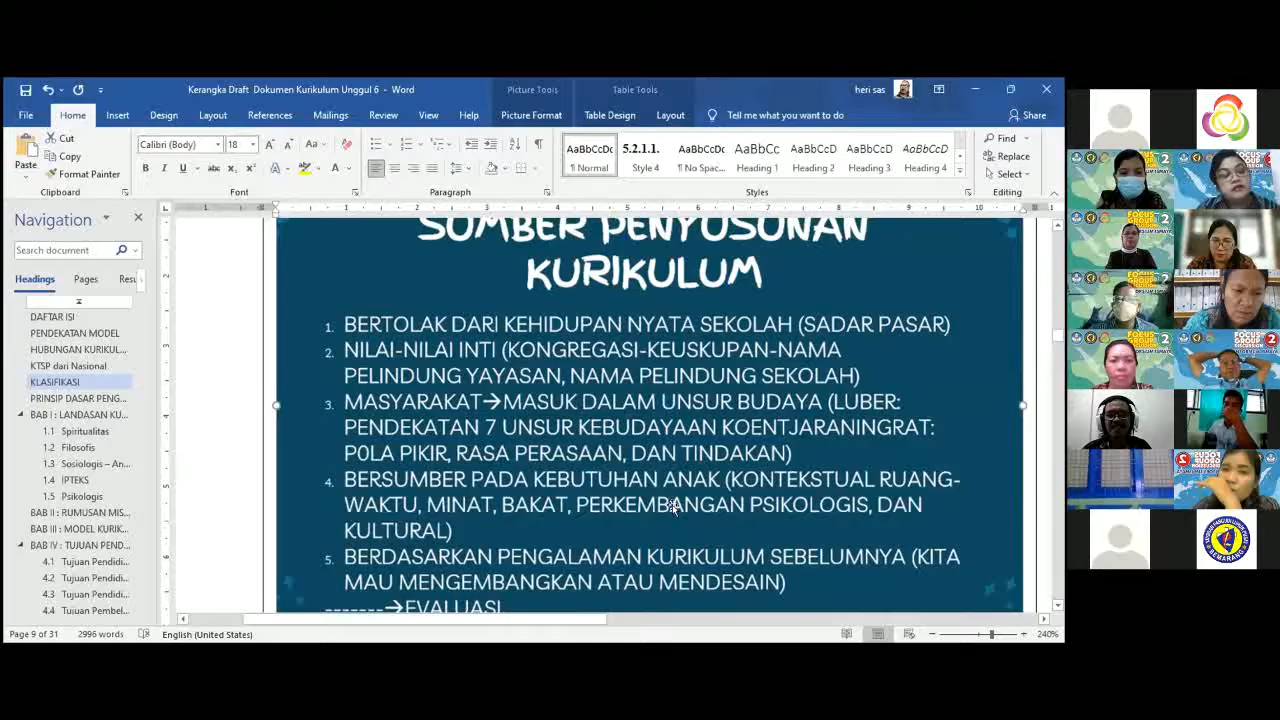 Kerangka Draft Dokumen Kurikulum Unggul 6 - Word
Picture Tools
Table Tools
heri sas
File
Home
Insert
Design
Layout
References
Mailings
Review
View
Help
Picture Format
Table Design
Layout
Tell me what you want to do
Share
Paste
Cut
Copy
Format Painter
Clipboard
Calibri (Body)
18
Font
Paragraph
AaBbCcDc
¶ Normal
5.2.1.1.
Style 4
AaBbCcDc
¶ No Spac...
AaBbCc
Heading 1
AaBbCcD
Heading 2
AaBbCcD
Heading 3
AaBbCcD
Heading 4
Styles
Find
Replace
Select
Editing
Navigation
Search document
Headings
Pages
Resu
DAFTAR ISI
PENDEKATAN MODEL
HUBUNGAN KURIKUL...
KTSP dari Nasional
KLASIFIKASI
PRINSIP DASAR PENG...
BAB I : LANDASAN KU...
1.1 Spiritualitas
1.2 Filosofis
1.3 Sosiologis – An...
1.4 IPTEKS
1.5 Psikologis
BAB II : RUMUSAN MIS...
BAB III : MODEL KURIK...
BAB IV : TUJUAN PEND...
4.1 Tujuan Pendidi...
4.2 Tujuan Pendidi...
4.3 Tujuan Pendidi...
4.4 Tujuan Pembel...
SUMBER PENYUSUNAN
KURIKULUM
1. BERTOLAK DARI KEHIDUPAN NYATA SEKOLAH (SADAR PASAR)
2. NILAI-NILAI INTI (KONGREGASI-KEUSKUPAN-NAMA
PELINDUNG YAYASAN, NAMA PELINDUNG SEKOLAH)
3. MASYARAKAT→MASUK DALAM UNSUR BUDAYA (LUBER:
PENDEKATAN 7 UNSUR KEBUDAYAAN KOENTJARANINGRAT:
P0LA PIKIR, RASA PERASAAN, DAN TINDAKAN)
4. BERSUMBER PADA KEBUTUHAN ANAK (KONTEKSTUAL RUANG-
WAKTU, MINAT, BAKAT, PERKEMBANGAN PSIKOLOGIS, DAN
KULTURAL)
5. BERDASARKAN PENGALAMAN KURIKULUM SEBELUMNYA (KITA
MAU MENGEMBANGKAN ATAU MENDESAIN)
-------→EVALUASI
Page 9 of 31
2996 words
English (United States)
240%
FOCUS GROUP DISCUSSION 2
SEMARANG